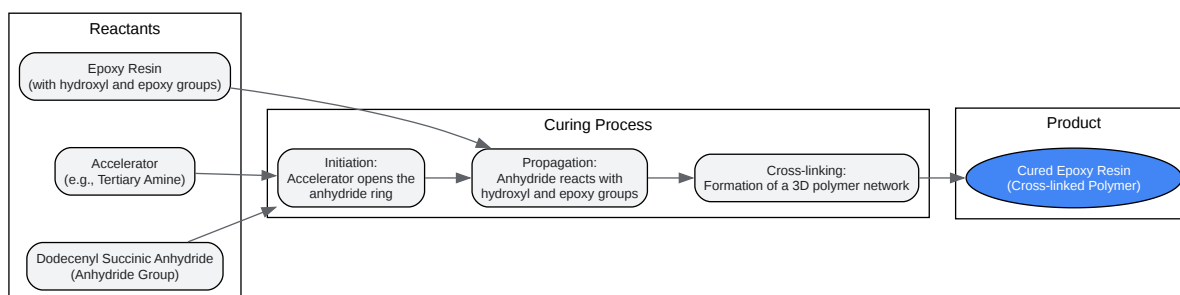 Reactants
Epoxy Resin
(with hydroxyl and epoxy groups)
Accelerator
(e.g., Tertiary Amine)
Dodecenyl Succinic Anhydride
(Anhydride Group)
Curing Process
Initiation:
Accelerator opens the
anhydride ring
Propagation:
Anhydride reacts with
hydroxyl and epoxy groups
Cross-linking:
Formation of a 3D polymer network
Product
Cured Epoxy Resin
(Cross-linked Polymer)